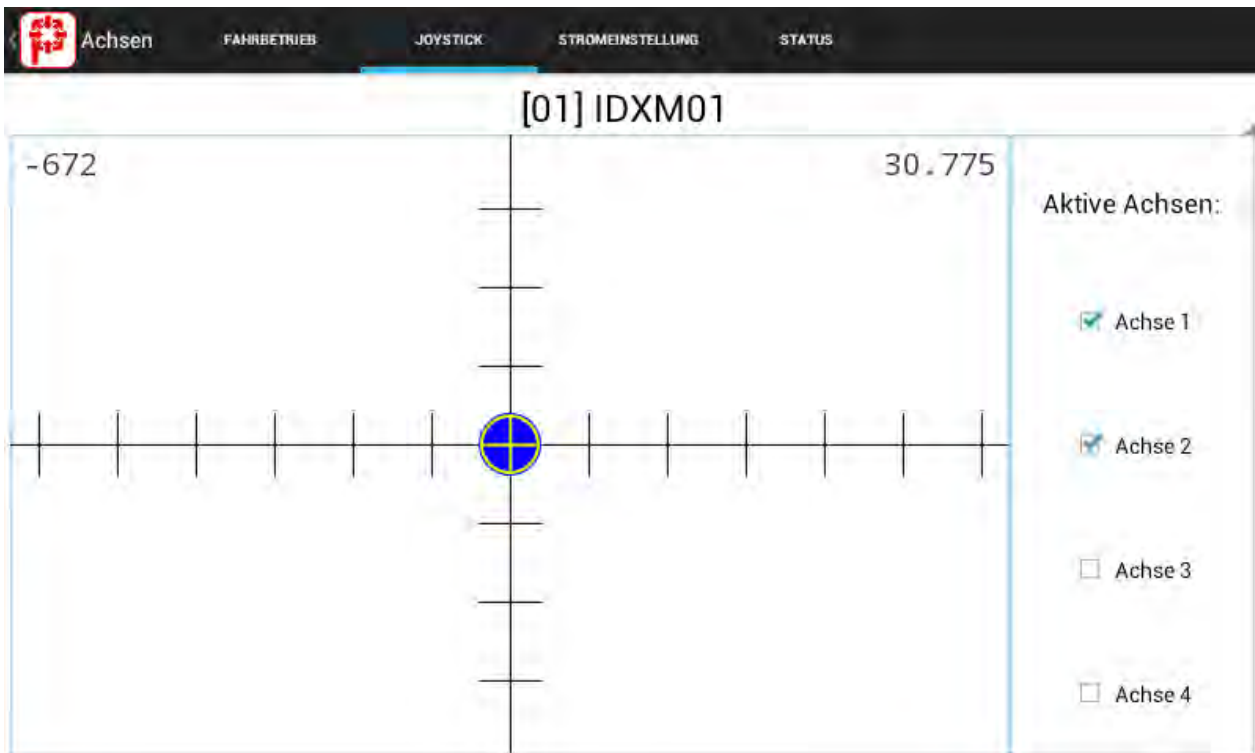 Achsen FAHRBETRIEB JOYSTICK STROMEINSTELLUNG STATUS
[01] IDXM01
-672 30.775
Aktive Achsen:
Achse 1
Achse 2
Achse 3
Achse 4